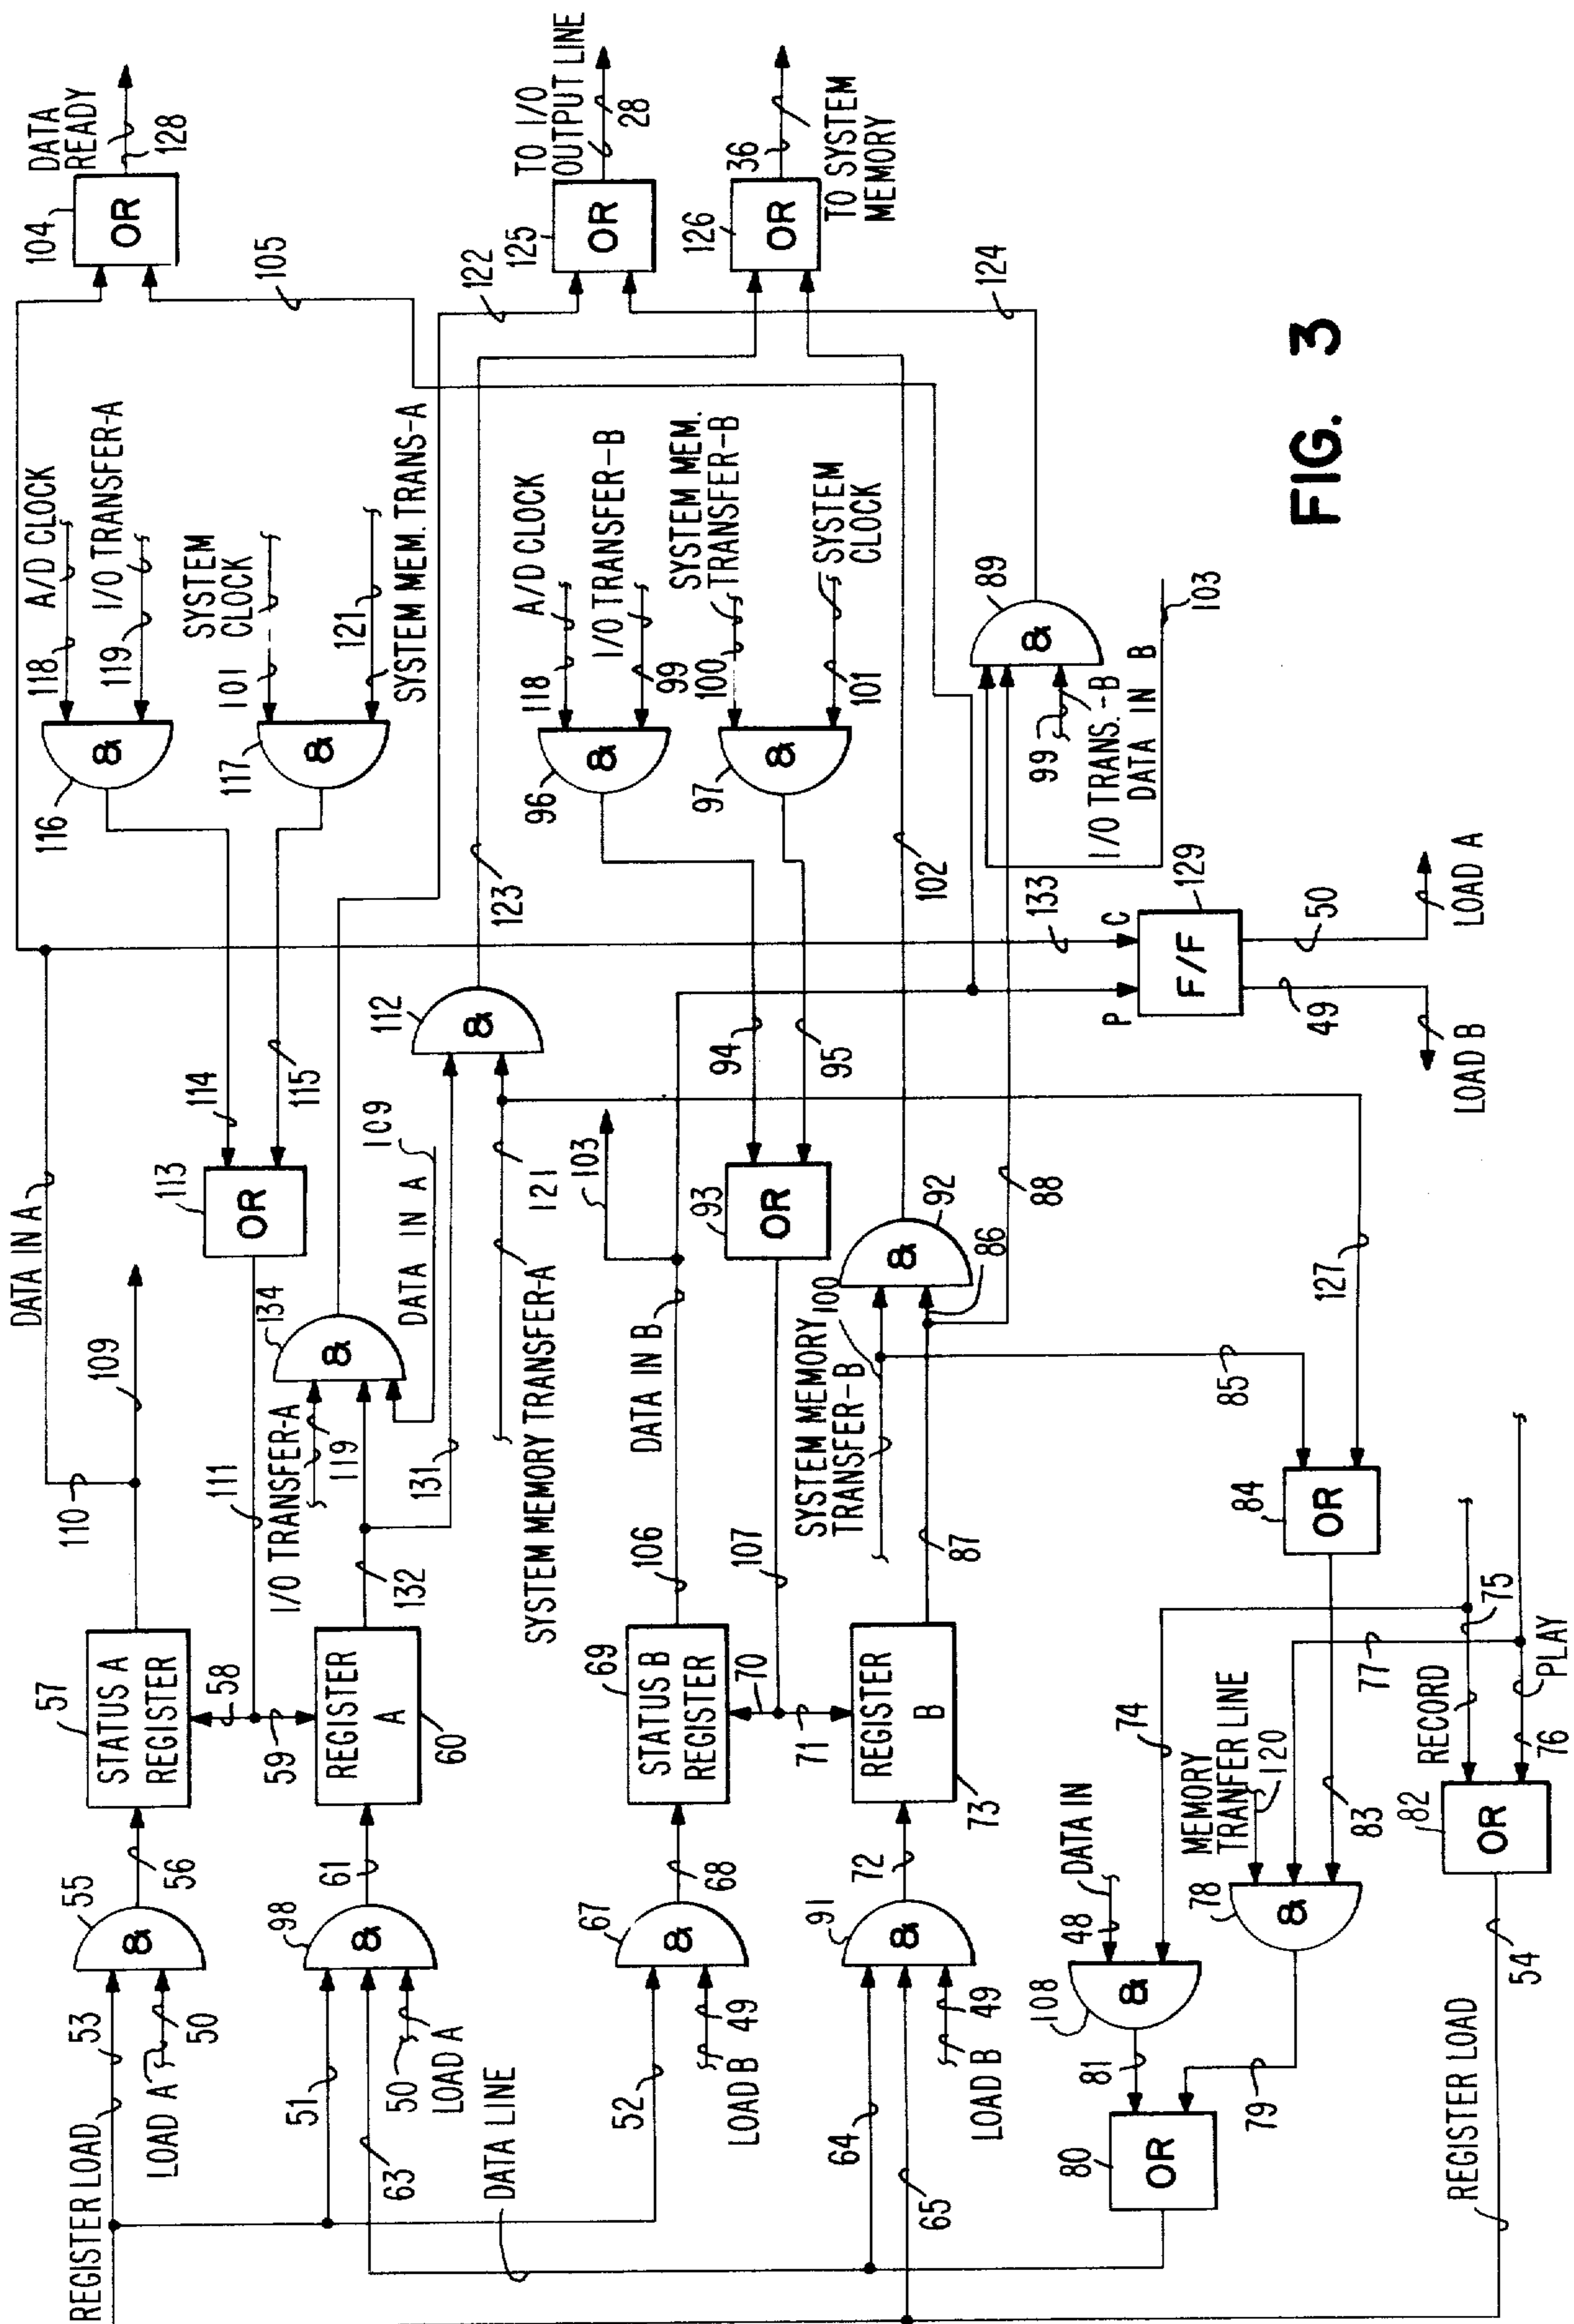 REGISTER LOAD
53
LOAD A
50
55
&
56
57
STATUS A
REGISTER
58
110
DATA IN A
109
111
113
OR
114
115
116
&
118
A/D CLOCK
119
I/O TRANSFER-A
117
&
101
SYSTEM
CLOCK
121
SYSTEM MEM. TRANS-A
104
OR
DATA
READY
128
105
51
63
50
LOAD A
98
&
61
59
REGISTER
A
60
132
I/O TRANSFER-A
119
134
&
DATA IN A
109
131
SYSTEM MEMORY TRANSFER-A
121
112
&
123
122
125
OR
TO I/O
OUTPUT LINE
28
DATA LINE
52
LOAD B
49
67
&
68
69
STATUS B
REGISTER
70
106
DATA IN B
103
107
93
OR
94
95
96
&
118
A/D CLOCK
99
I/O TRANSFER-B
97
&
100
SYSTEM MEM.
TRANSFER-B
101
SYSTEM
CLOCK
126
OR
36
TO SYSTEM
MEMORY
64
65
LOAD B
49
91
&
72
71
REGISTER
B
73
87
SYSTEM MEMORY
TRANSFER-B
100
92
&
86
88
102
133
124
89
&
99
I/O TRANS.-B
DATA IN B
103
P
C
F/F
129
50
LOAD A
49
LOAD B
80
OR
81
79
108
&
48
DATA IN
74
78
&
MEMORY
TRANFER LINE
120
77
83
84
OR
85
127
82
OR
RECORD
75
76
PLAY
54
REGISTER LOAD
FIG. 3